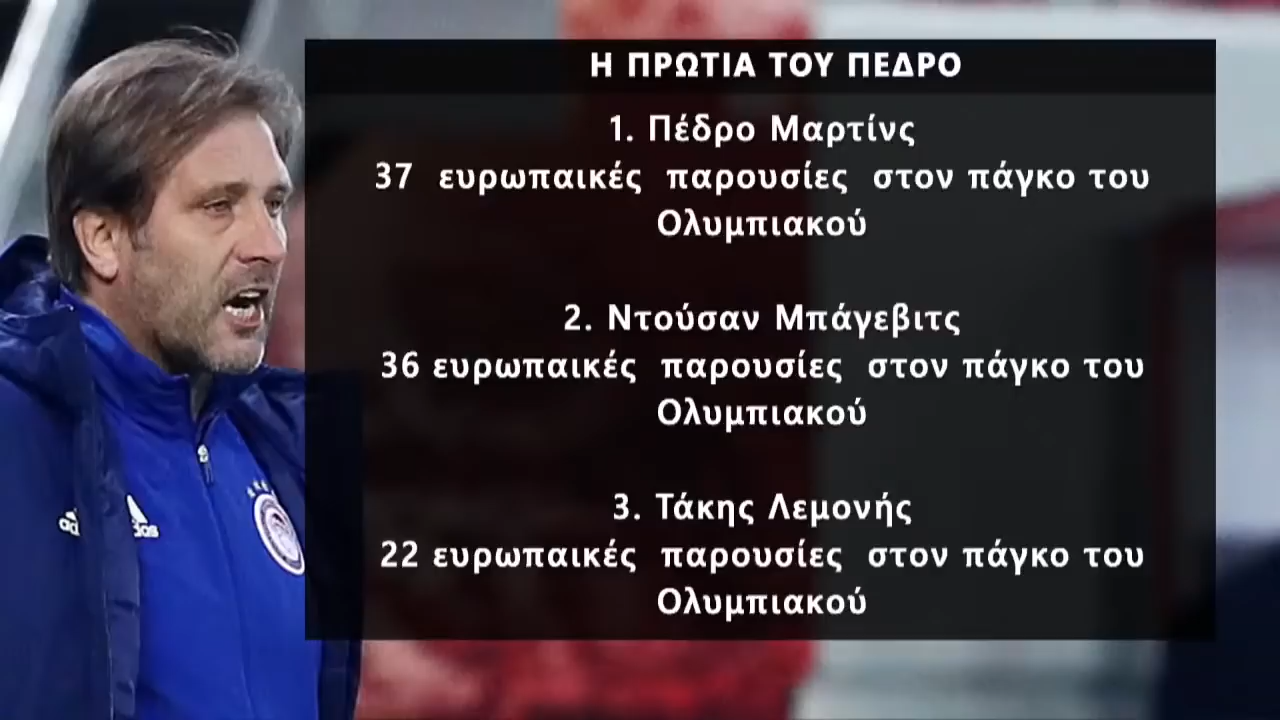 Η ΠΡΩΤΙΑ ΤΟΥ ΠΕΔΡΟ
1. Πέδρο Μαρτίνς
37 ευρωπαικές παρουσίες στον πάγκο του
Ολυμπιακού
2. Ντούσαν Μπάγεβιτς
36 ευρωπαικές παρουσίες στον πάγκο του
Ολυμπιακού
3. Τάκης Λεμονής
22 ευρωπαικές παρουσίες στον πάγκο του
Ολυμπιακού
adidas